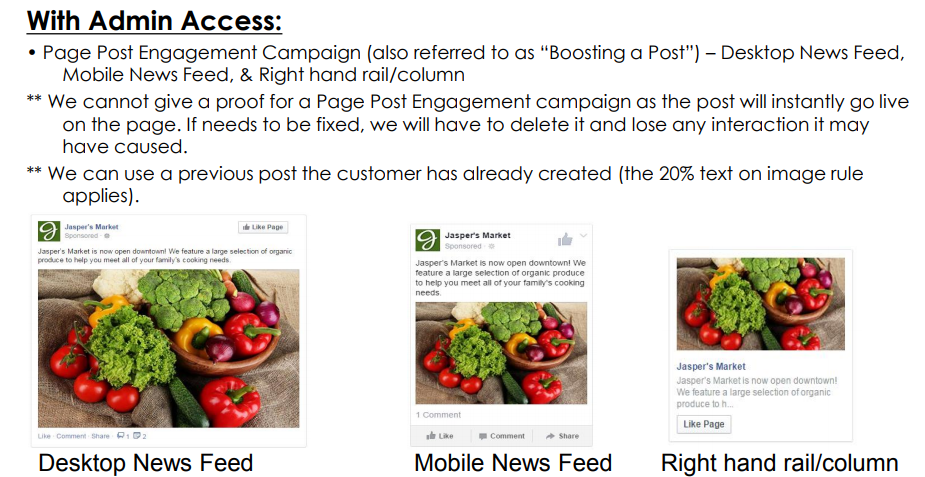 With Admin Access:
• Page Post Engagement Campaign (also referred to as “Boosting a Post”) – Desktop News Feed,
Mobile News Feed, & Right hand rail/column
** We cannot give a proof for a Page Post Engagement campaign as the post will instantly go live
on the page. If needs to be fixed, we will have to delete it and lose any interaction it may
have caused.
** We can use a previous post the customer has already created (the 20% text on image rule
applies).
Jasper's Market
Like Page
Sponsored ·
Jasper's Market is now open downtown! We feature a large selection of organic
produce to help you meet all of your family's cooking needs.
Like · Comment · Share 1 2
Desktop News Feed
Jasper's Market
Sponsored ·
Jasper's Market is now open downtown! We
feature a large selection of organic produce
to help you meet all of your family's cooking
needs.
1 Comment
Like Comment Share
Mobile News Feed
Jasper's Market
Jasper's Market is now open downtown!
We feature a large selection of organic
produce to h...
Like Page
Right hand rail/column